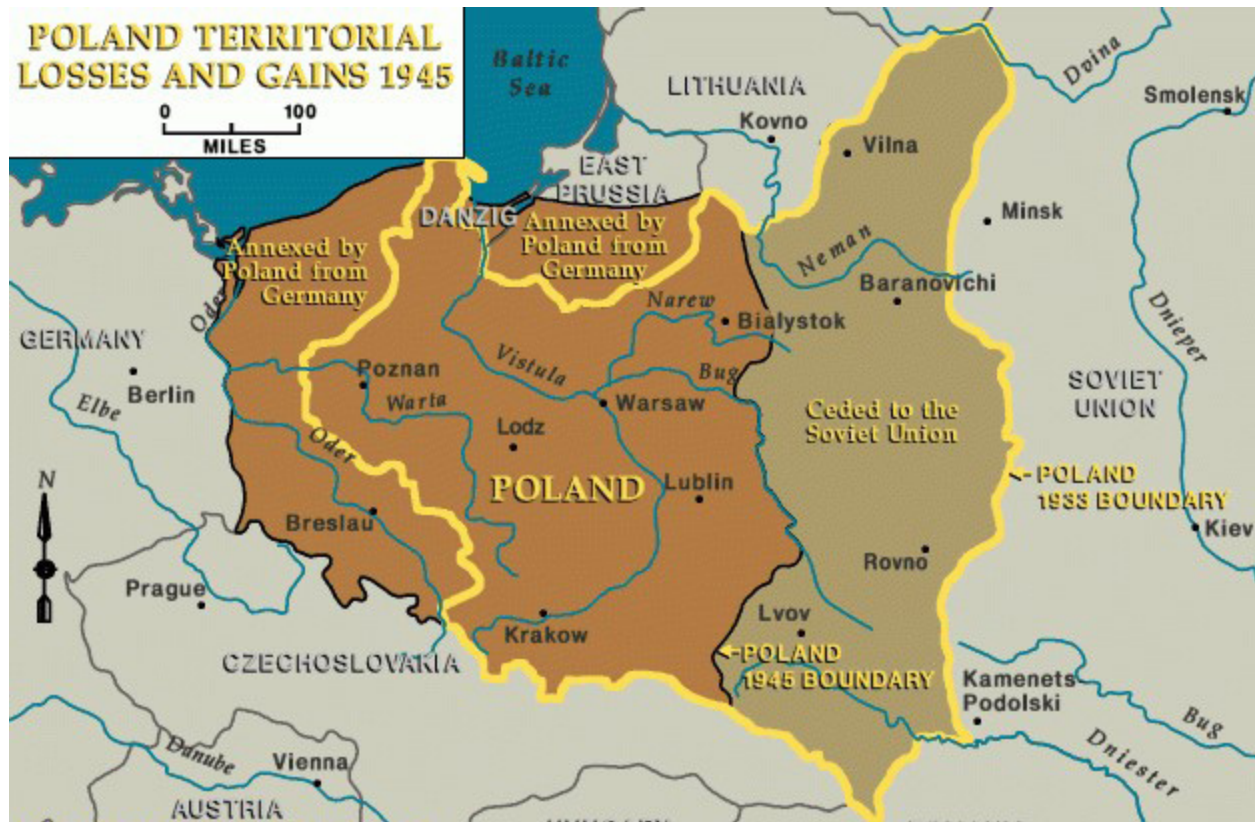 POLAND TERRITORIAL
LOSSES AND GAINS 1945
0 100
MILES
Baltic
Sea
LITHUANIA
Kovno
Vilna
Dvina
Smolensk
EAST
PRUSSIA
DANZIG
Annexed by
Poland from
Germany
Annexed by
Poland from
Germany
Minsk
Neman
Baranovichi
Oder
Narew
Bialystok
Dnieper
GERMANY
Berlin
Elbe
Poznan
Warta
Vistula
Bug
Warsaw
SOVIET
UNION
Ceded to the
Soviet Union
Lodz
Oder
POLAND
Lublin
POLAND
1933 BOUNDARY
N
Breslau
Kiev
Rovno
Prague
Krakow
Lvov
CZECHOSLOVAKIA
POLAND
1945 BOUNDARY
Kamenets-
Podolski
Bug
Dniester
Danube
Vienna
AUSTRIA